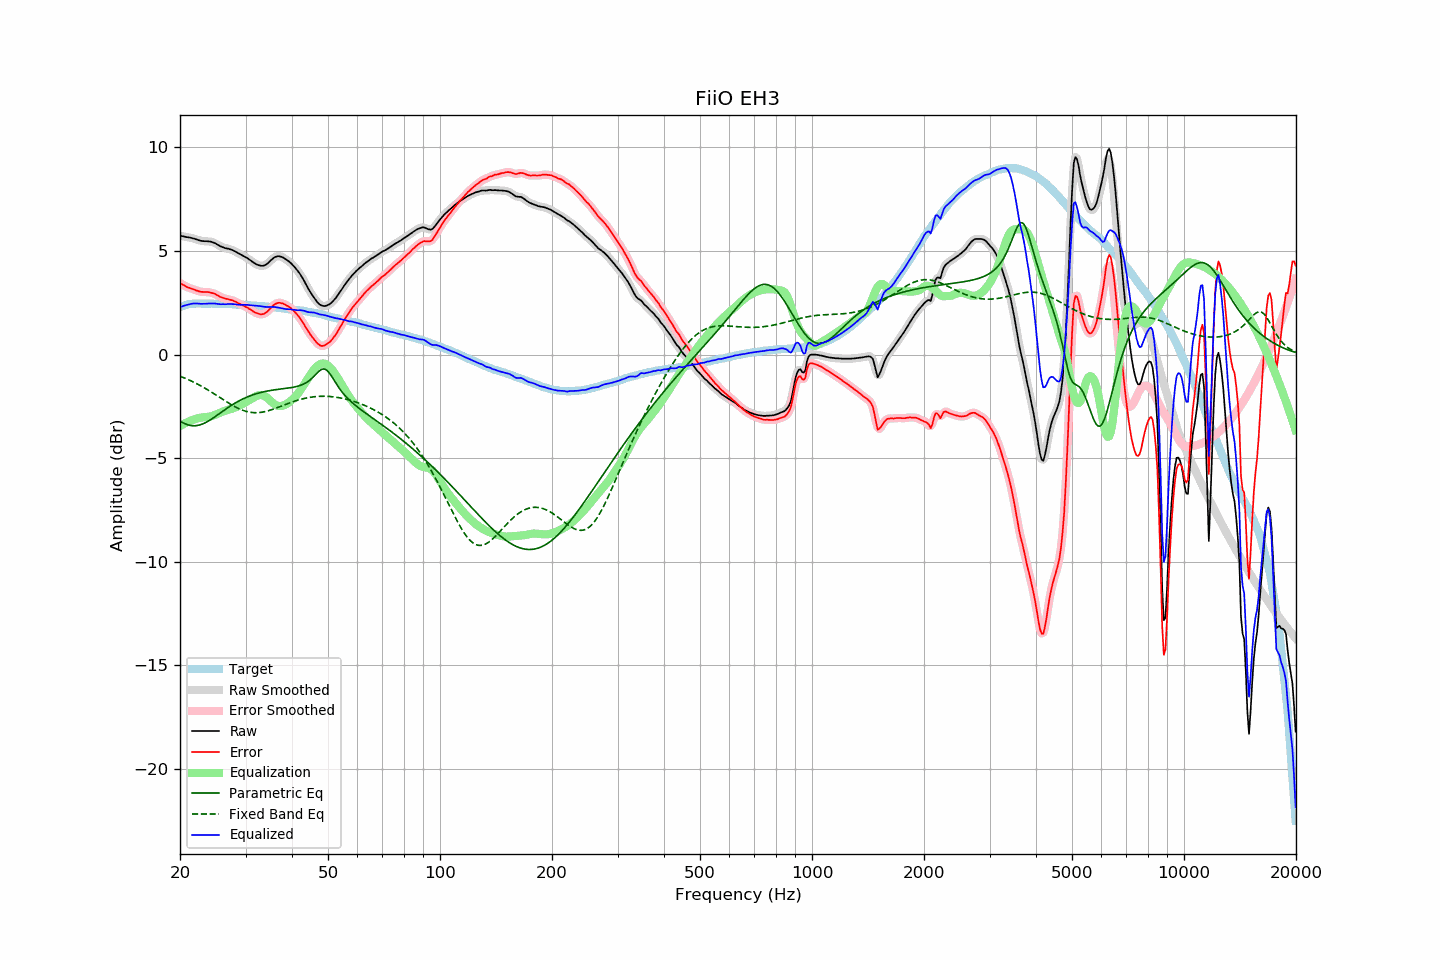 FiiO EH3
10
5
0
−5
−10
−15
−20
Amplitude (dBr)
Target
Raw Smoothed
Error Smoothed
Raw
Error
Equalization
Parametric Eq
Fixed Band Eq
Equalized
20 50 100 200 500 1000 2000 5000 10000 20000
Frequency (Hz)